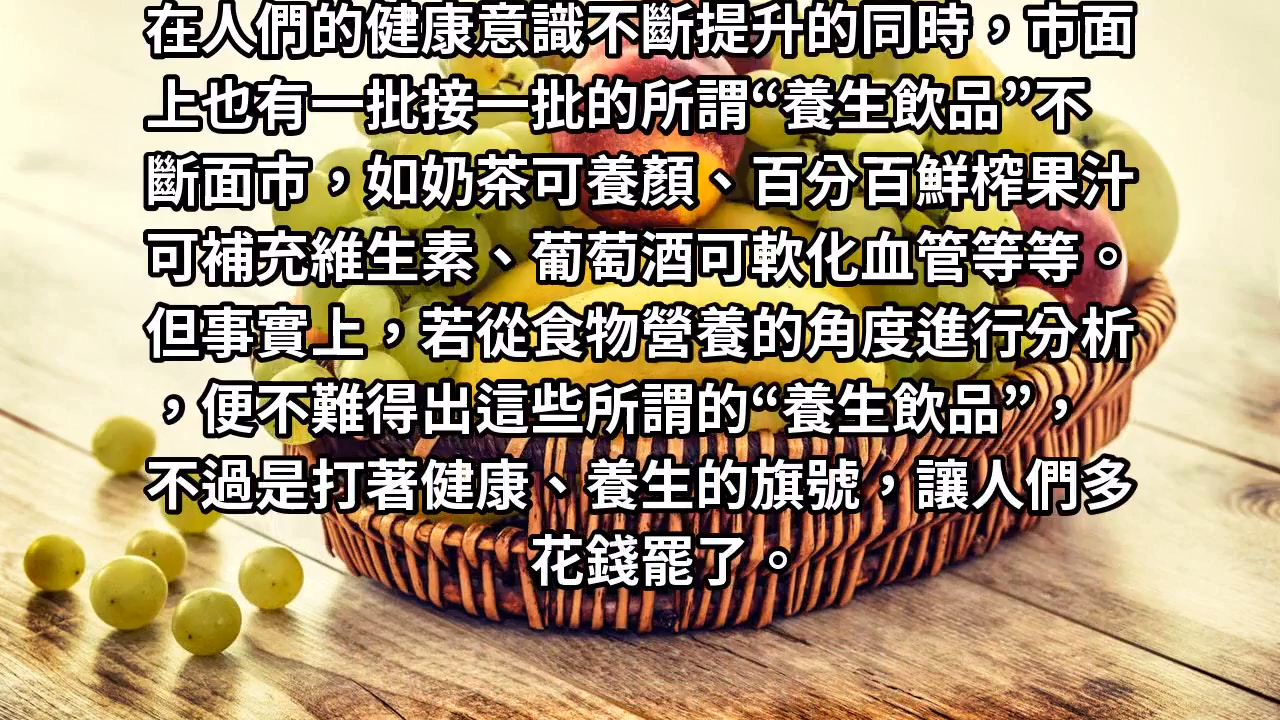 在人們的健康意識不斷提升的同時，市面
上也有一批接一批的所謂“養生飲品”不
斷面市，如奶茶可養顏、百分百鮮榨果汁
可補充維生素、葡萄酒可軟化血管等等。
但事實上，若從食物營養的角度進行分析
，便不難得出這些所謂的“養生飲品”，
不過是打著健康、養生的旗號，讓人們多
花錢罷了。